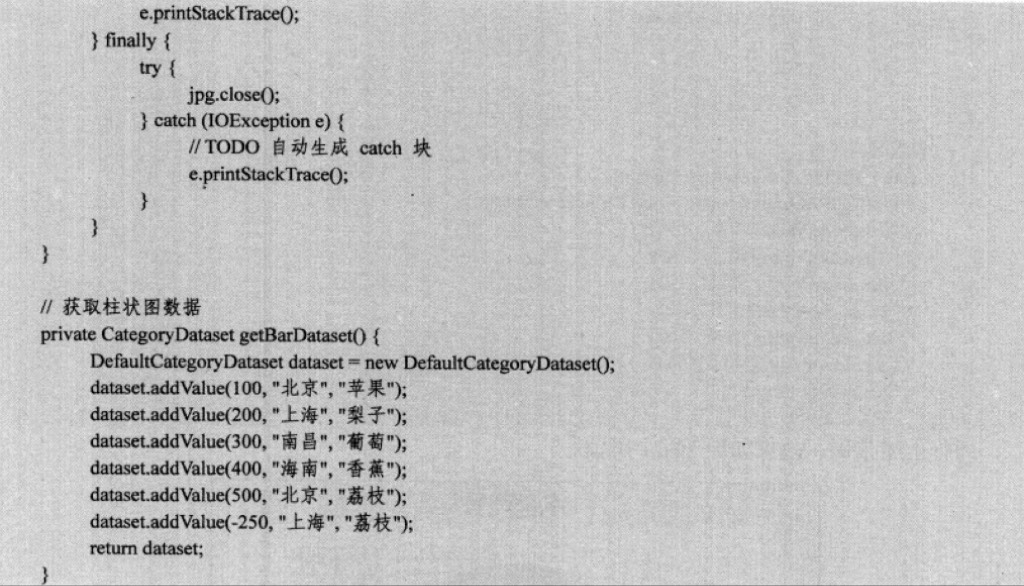 e.printStackTrace();
} finally {
try {
jpg.close();
} catch (IOException e) {
// TODO 自动生成 catch 块
e.printStackTrace();
}
}
}
// 获取柱状图数据
private CategoryDataset getBarDataset() {
DefaultCategoryDataset dataset = new DefaultCategoryDataset();
dataset.addValue(100, "北京", "苹果");
dataset.addValue(200, "上海", "梨子");
dataset.addValue(300, "南昌", "葡萄");
dataset.addValue(400, "海南", "香蕉");
dataset.addValue(500, "北京", "荔枝");
dataset.addValue(-250, "上海", "荔枝");
return dataset;
}